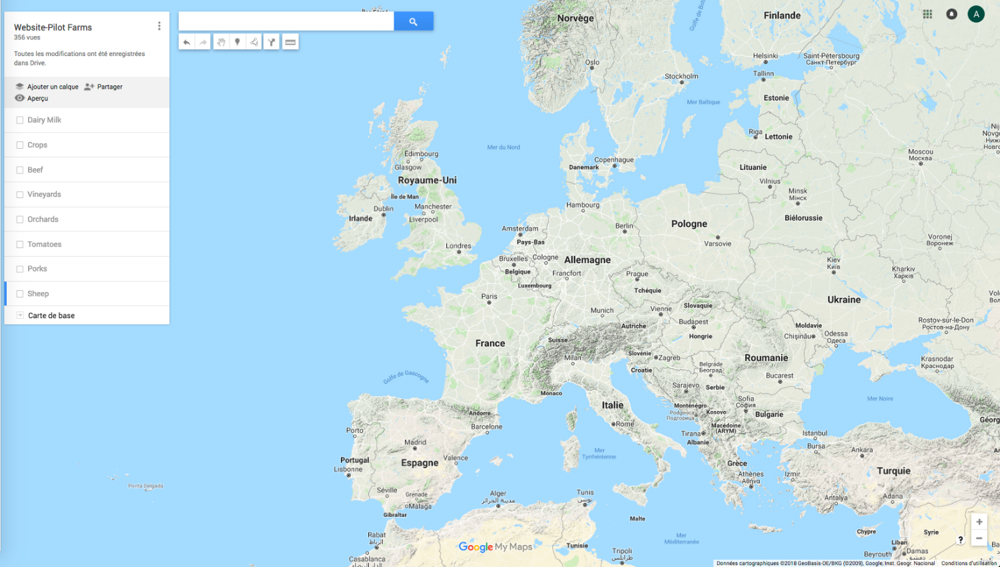 Website-Pilot Farms
356 vues
Toutes les modifications ont été enregistrées
dans Drive.
Ajouter un calque Partager
Aperçu
Dairy Milk
Crops
Beef
Vineyards
Orchards
Tomatoes
Porks
Sheep
Carte de base
A
Norvège
Finlande
Oslo
Helsinki
Saint-Pétersbourg
Санкт-Петербург
Stockholm
Tallinn
Estonie
Mer Baltique
Riga
Lettonie
Mer du Nord
Moscou
Москва
Édimbourg
Glasgow
Copenhague
Danemark
Lituanie
Vilnius
Royaume-Uni
Île de Man
Minsk
Минск
Dublin
Manchester
Hambourg
Irlande
Liverpool
Biélorussie
Amsterdam
Berlin
Pologne
Pays-Bas
Varsovie
Voronej
Воронеж
Londres
Bruxelles
Cologne
Allemagne
Kiev
Київ
Belgique
Francfort
Prague
Kharkiv
Харків
Luxembourg
Tchéquie
Paris
Ukraine
Munich
Vienne
Slovaquie
Rostov-sur-le-Don
Ростов-на-Дону
Autriche
Budapest
Moldavie
Hongrie
Chișinău
Odessa
Одеса
France
Suisse
Slovénie
Zagreb
Roumanie
Milan
Croatie
Belgrade
Београд
Krasnodar
Краснодар
Golfe de Gascogne
Bucarest
Sarajevo
Serbie
Monaco
Sofia
София
Mer Noire
Italie
Monténégro
Podgorica
Подгорица
Kosovo
Bulgarie
Andorre
Barcelone
Rome
Macédoine
(ARYM)
Géorg
Porto
Tirana
Albanie
Istanbul
Bursa
Madrid
Ankara
Mer
Tyrrhénienne
Portugal
Lisbonne
Espagne
Valence
Grèce
Athènes
Αθήνα
Izmir
Turquie
Ponta Delgada
Séville
Grenade
Málaga
Alger
مدينة الجزائر
Tunis
تونس
Antalya
Adana
Gibraltar
Malte
Rabat
الرباط
Mer
Méditerranée
Chypre
Syrie
Casablanca
الدار البيضاء
Google My Maps
Tunisie
Tripoli
طرابلس
Liban
Beyrouth
Damas
+
?
−
Données cartographiques ©2018 GeoBasis-DE/BKG (©2009), Google, Inst. Geogr. Nacional Conditions d'utilisation